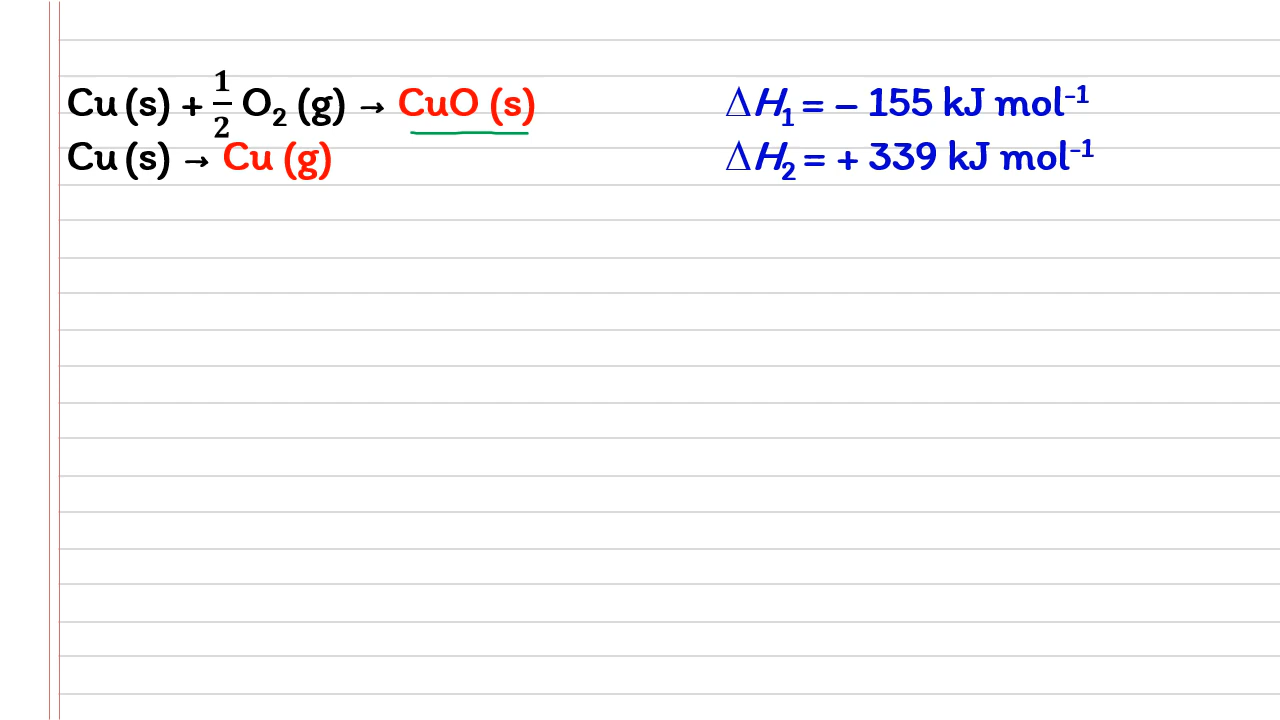 Cu (s) + 1/2 O₂ (g) → CuO (s) ΔH₁ = – 155 kJ mol⁻¹
Cu (s) → Cu (g) ΔH₂ = + 339 kJ mol⁻¹